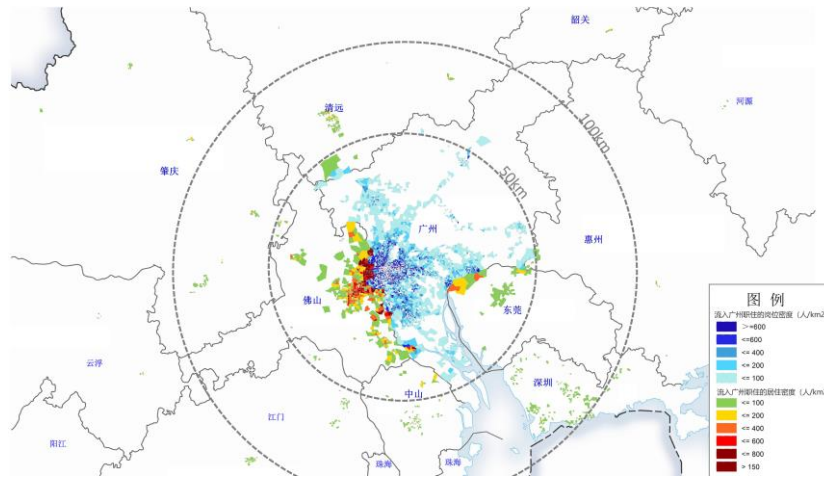 韶关
清远
河源
100km
肇庆
50km
广州
惠州
佛山
东莞
云浮
中山
深圳
江门
阳江
珠海
珠海
图 例
流入广州职住的岗位密度（人/km2
>=600
<=600
<= 400
<= 200
<= 100
流入广州职住的居住密度（人/km2
<= 100
<= 200
<= 400
<= 600
<= 800
> 150